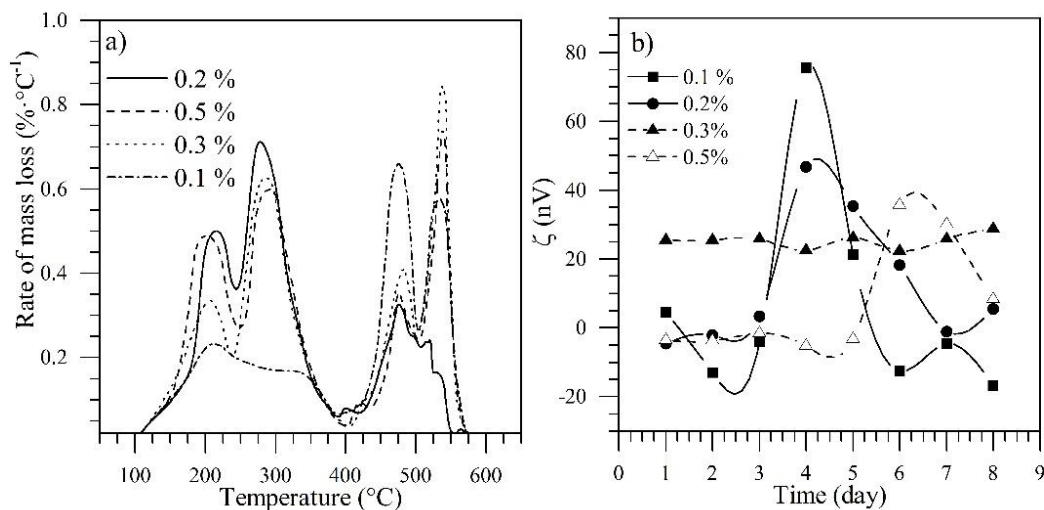 a)
0.2 %
0.5 %
0.3 %
0.1 %
Rate of mass loss (%·°C⁻¹)
1.0
0.8
0.6
0.4
0.2
100 200 300 400 500 600
Temperature (°C)
b)
0.1 %
0.2%
0.3%
0.5%
ζ (nV)
80
60
40
20
0
-20
0 1 2 3 4 5 6 7 8 9
Time (day)